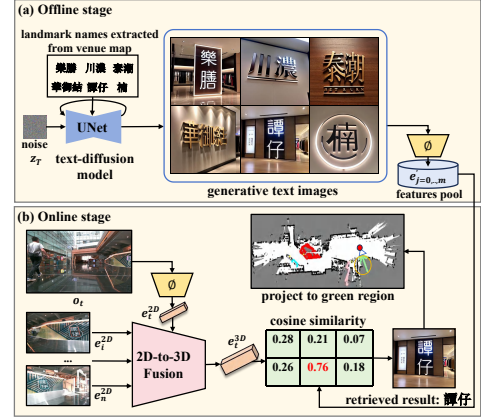 (a) Offline stage
landmark names extracted
from venue map
樂膳 川濃 泰潮
華御結 譚仔 楠
UNet
noise
z_T
text-diffusion
model
樂
膳
川濃
泰潮
華御結
譚
仔
楠
generative text images
∅
e_{j=0,..,m}
features pool
(b) Online stage
o_t
∅
e_t^{2D}
e_i^{2D}
...
e_n^{2D}
2D-to-3D
Fusion
e_t^{3D}
project to green region
cosine similarity
0.28 0.21 0.07
0.26 0.76 0.18
譚
仔
retrieved result: 譚仔